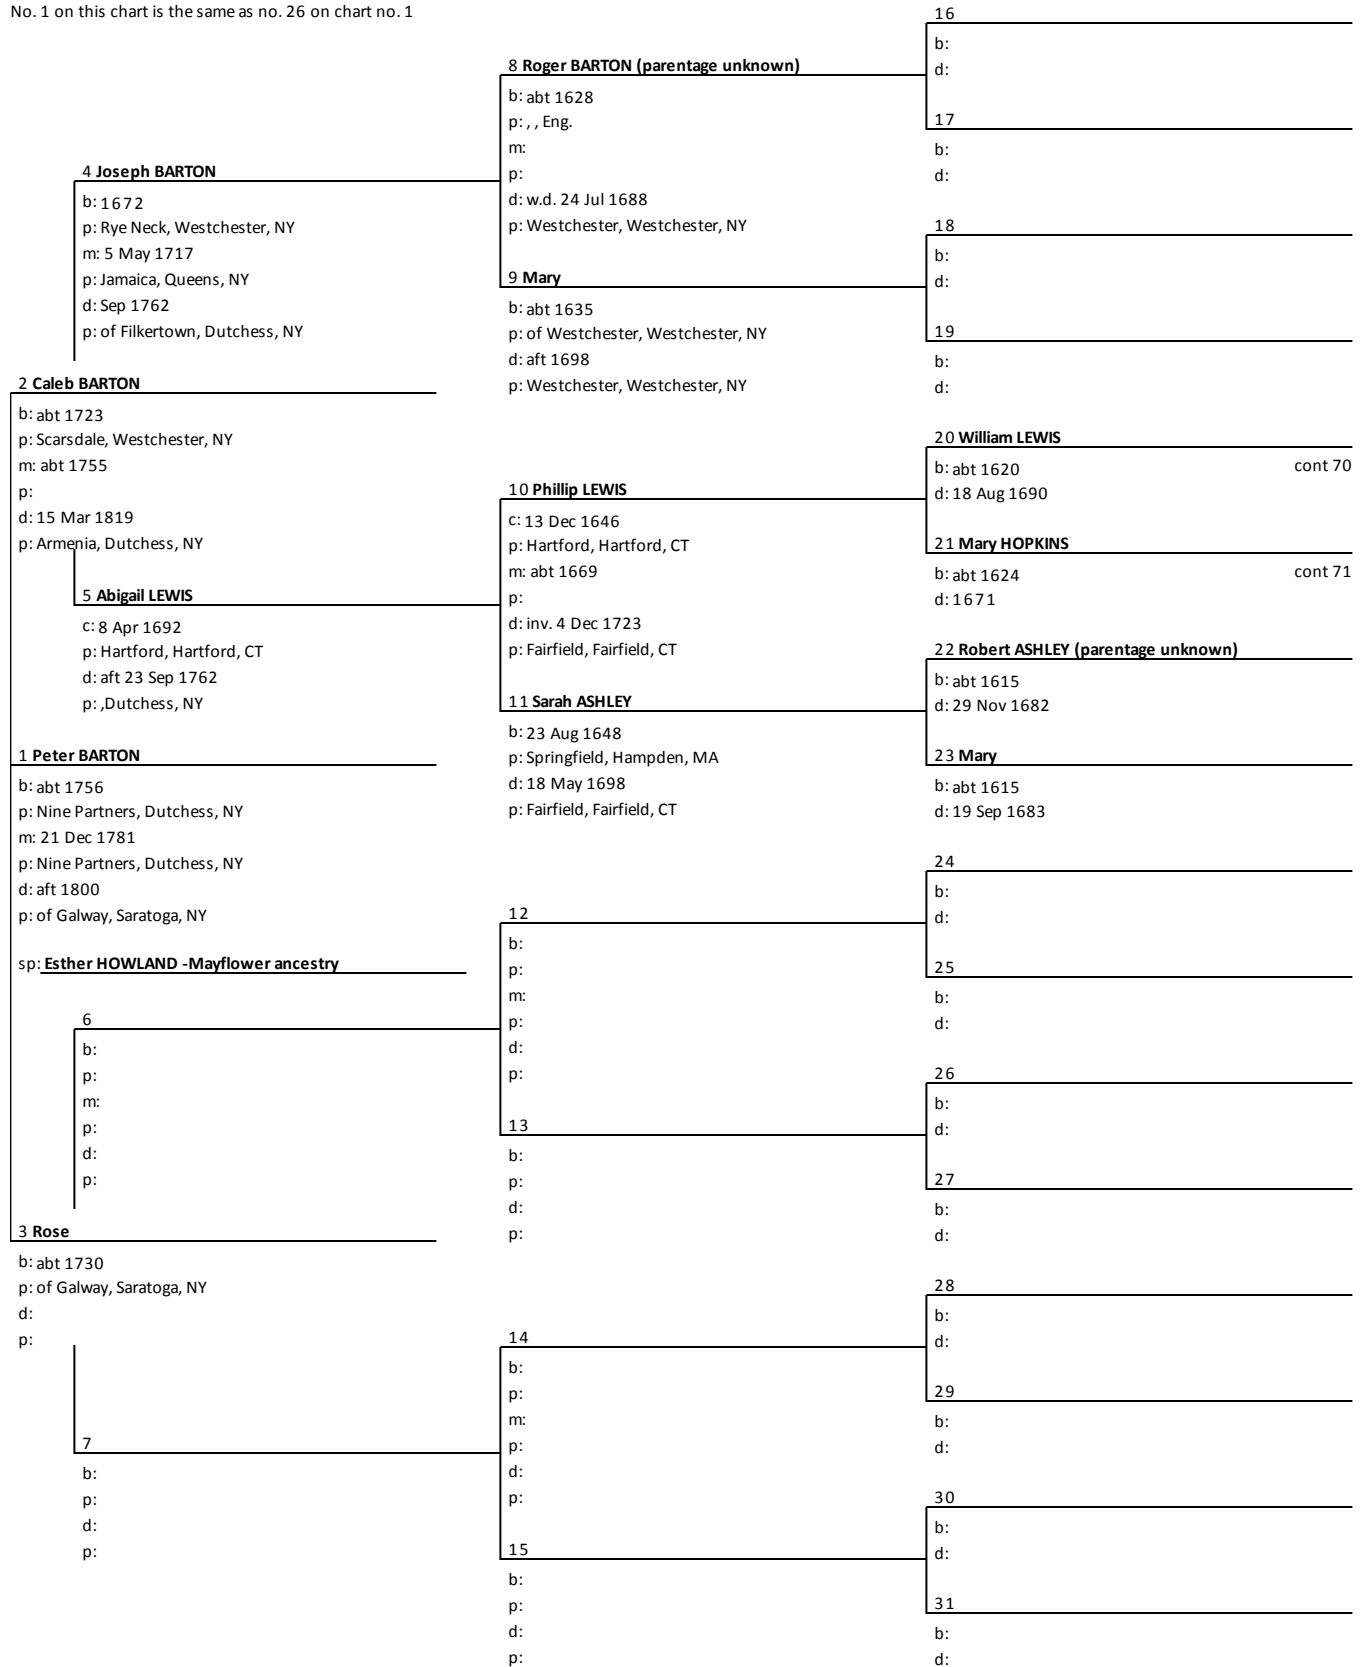 No. 1 on this chart is the same as no. 26 on chart no. 1
16
b:
d:
8 Roger BARTON (parentage unknown)
b: abt 1628
p: , , Eng.
m:
p:
d: w.d. 24 Jul 1688
p: Westchester, Westchester, NY
17
b:
d:
4 Joseph BARTON
b: 1672
p: Rye Neck, Westchester, NY
m: 5 May 1717
p: Jamaica, Queens, NY
d: Sep 1762
p: of Filkertown, Dutchess, NY
18
b:
d:
9 Mary
b: abt 1635
p: of Westchester, Westchester, NY
d: aft 1698
p: Westchester, Westchester, NY
19
b:
d:
2 Caleb BARTON
b: abt 1723
p: Scarsdale, Westchester, NY
m: abt 1755
p:
d: 15 Mar 1819
p: Armenia, Dutchess, NY
20 William LEWIS
b: abt 1620 cont 70
d: 18 Aug 1690
10 Phillip LEWIS
c: 13 Dec 1646
p: Hartford, Hartford, CT
m: abt 1669
p:
d: inv. 4 Dec 1723
p: Fairfield, Fairfield, CT
21 Mary HOPKINS
b: abt 1624 cont 71
d: 1671
5 Abigail LEWIS
c: 8 Apr 1692
p: Hartford, Hartford, CT
d: aft 23 Sep 1762
p: ,Dutchess, NY
22 Robert ASHLEY (parentage unknown)
b: abt 1615
d: 29 Nov 1682
11 Sarah ASHLEY
b: 23 Aug 1648
p: Springfield, Hampden, MA
d: 18 May 1698
p: Fairfield, Fairfield, CT
23 Mary
b: abt 1615
d: 19 Sep 1683
1 Peter BARTON
b: abt 1756
p: Nine Partners, Dutchess, NY
m: 21 Dec 1781
p: Nine Partners, Dutchess, NY
d: aft 1800
p: of Galway, Saratoga, NY
sp: Esther HOWLAND -Mayflower ancestry
24
b:
d:
12
b:
p:
m:
p:
d:
p:
25
b:
d:
6
b:
p:
m:
p:
d:
p:
26
b:
d:
13
b:
p:
d:
p:
27
b:
d:
3 Rose
b: abt 1730
p: of Galway, Saratoga, NY
d:
p:
28
b:
d:
14
b:
p:
m:
p:
d:
p:
29
b:
d:
7
b:
p:
d:
p:
30
b:
d:
15
b:
p:
d:
p:
31
b:
d: